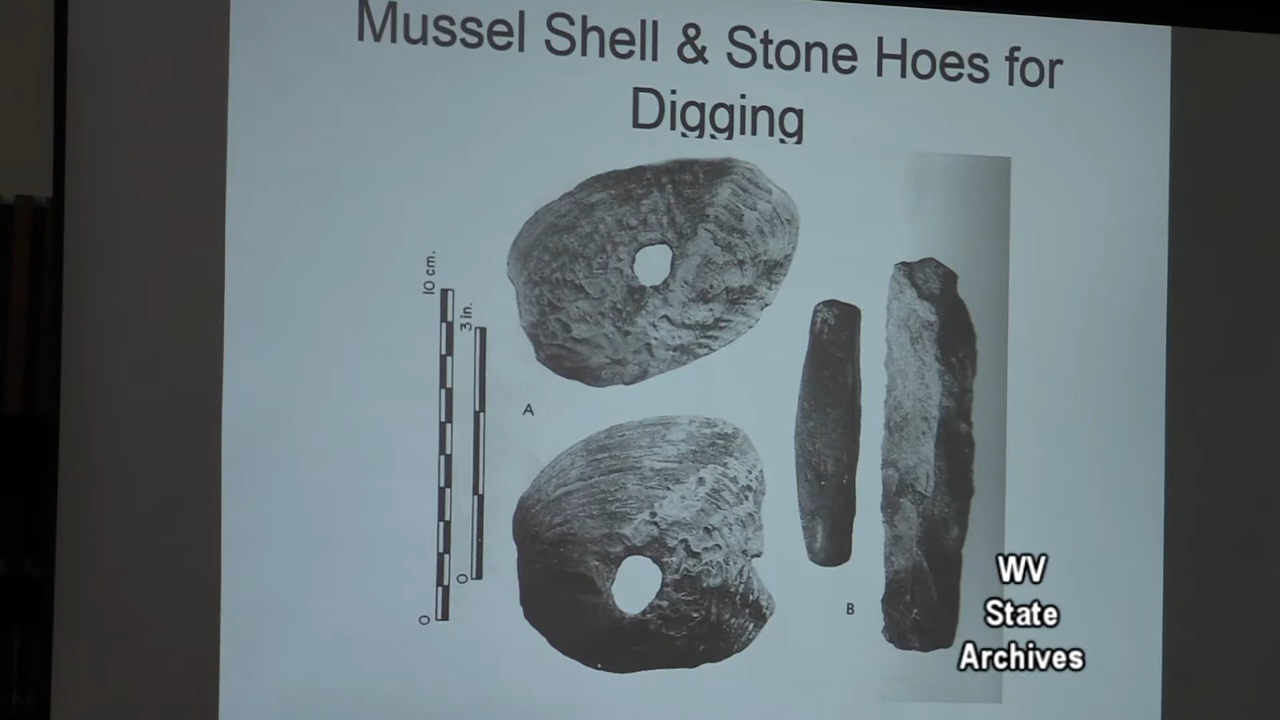 Mussel Shell & Stone Hoes for
Digging
10 cm.
3 in.
A
0
0
B
WV
State
Archives